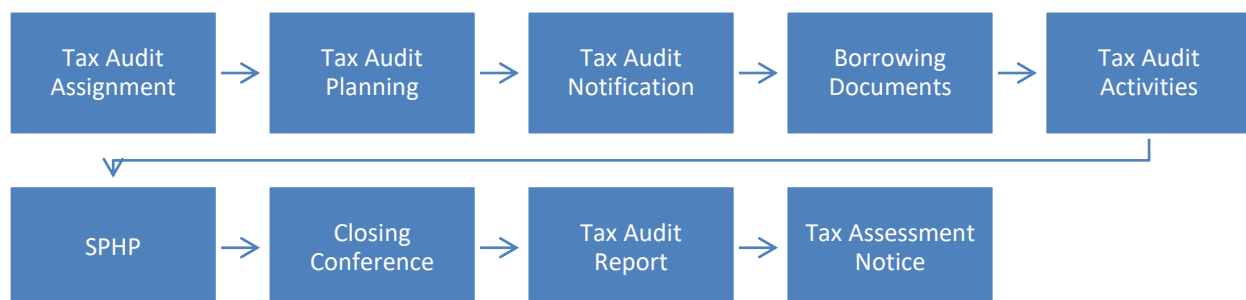 Tax Audit
Assignment
Tax Audit
Planning
Tax Audit
Notification
Borrowing
Documents
Tax Audit
Activities
SPHP
Closing
Conference
Tax Audit
Report
Tax Assessment
Notice